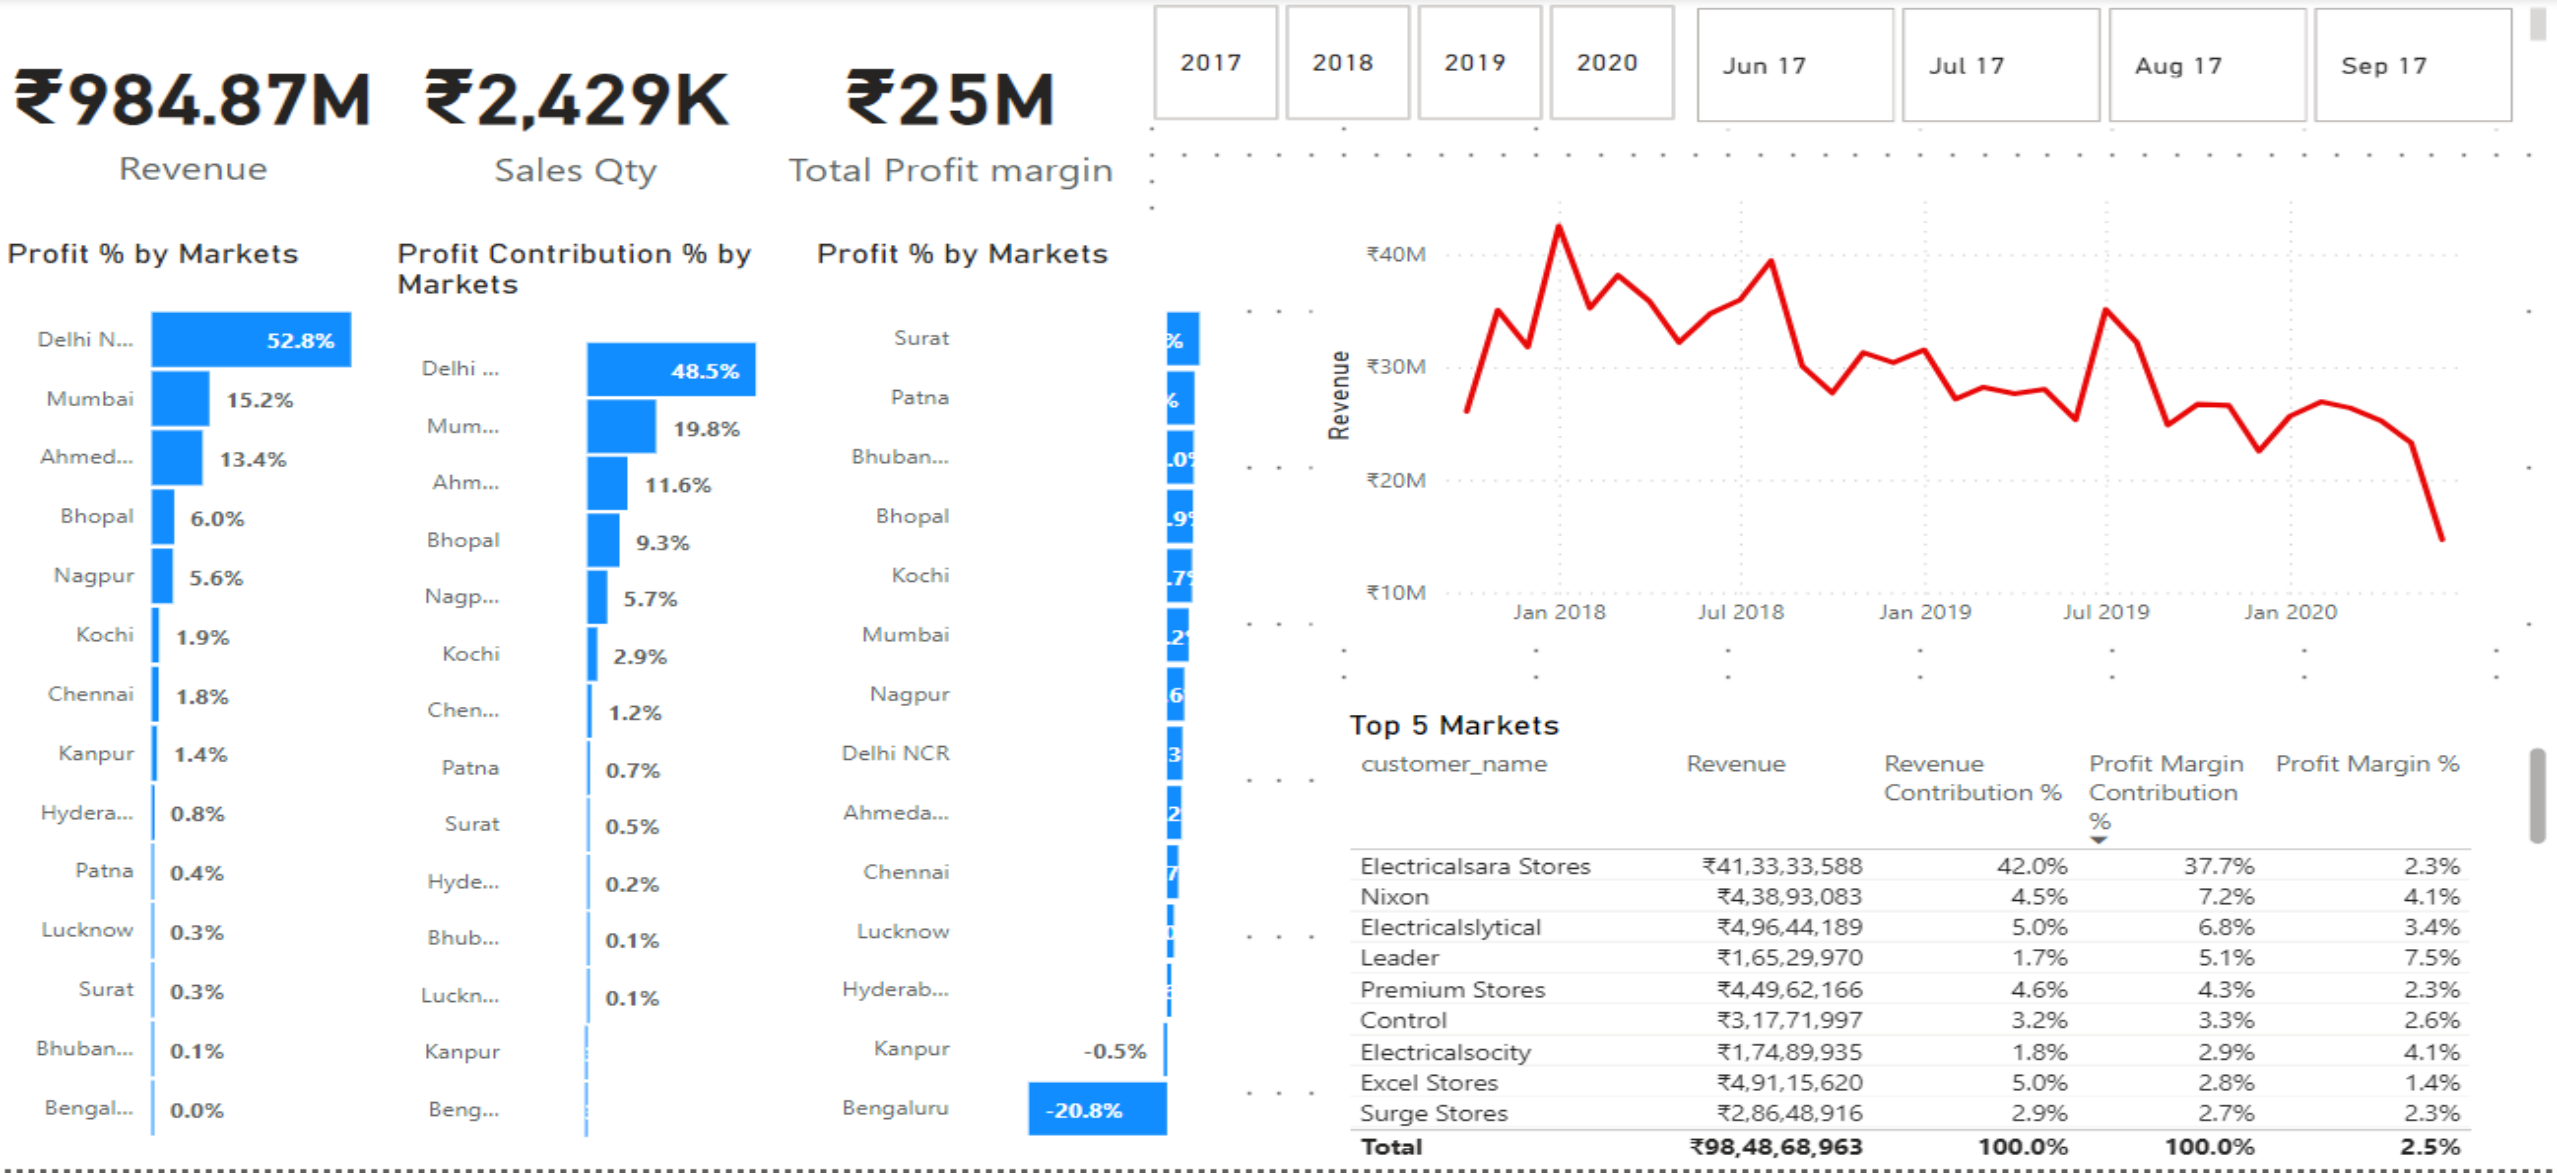 ₹984.87M
Revenue
₹2,429K
Sales Qty
₹25M
Total Profit margin
2017
2018
2019
2020
Jun 17
Jul 17
Aug 17
Sep 17
Profit % by Markets
Delhi N... 52.8%
Mumbai 15.2%
Ahmed... 13.4%
Bhopal 6.0%
Nagpur 5.6%
Kochi 1.9%
Chennai 1.8%
Kanpur 1.4%
Hydera... 0.8%
Patna 0.4%
Lucknow 0.3%
Surat 0.3%
Bhuban... 0.1%
Bengal... 0.0%
Profit Contribution % by
Markets
Delhi ... 48.5%
Mum... 19.8%
Ahm... 11.6%
Bhopal 9.3%
Nagp... 5.7%
Kochi 2.9%
Chen... 1.2%
Patna 0.7%
Surat 0.5%
Hyde... 0.2%
Bhub... 0.1%
Luckn... 0.1%
Kanpur
Beng...
Profit % by Markets
Surat %
Patna %
Bhuban... .0%
Bhopal .9%
Kochi .7%
Mumbai .2%
Nagpur 6
Delhi NCR 3
Ahmeda... 2
Chennai 7
Lucknow
Hyderab...
Kanpur -0.5%
Bengaluru -20.8%
Revenue
₹40M
₹30M
₹20M
₹10M
Jan 2018
Jul 2018
Jan 2019
Jul 2019
Jan 2020
Top 5 Markets
customer_name Revenue Revenue Profit Margin Profit Margin %
Contribution % Contribution
%
Electricalsara Stores ₹41,33,33,588 42.0% 37.7% 2.3%
Nixon ₹4,38,93,083 4.5% 7.2% 4.1%
Electricalslytical ₹4,96,44,189 5.0% 6.8% 3.4%
Leader ₹1,65,29,970 1.7% 5.1% 7.5%
Premium Stores ₹4,49,62,166 4.6% 4.3% 2.3%
Control ₹3,17,71,997 3.2% 3.3% 2.6%
Electricalsocity ₹1,74,89,935 1.8% 2.9% 4.1%
Excel Stores ₹4,91,15,620 5.0% 2.8% 1.4%
Surge Stores ₹2,86,48,916 2.9% 2.7% 2.3%
Total ₹98,48,68,963 100.0% 100.0% 2.5%